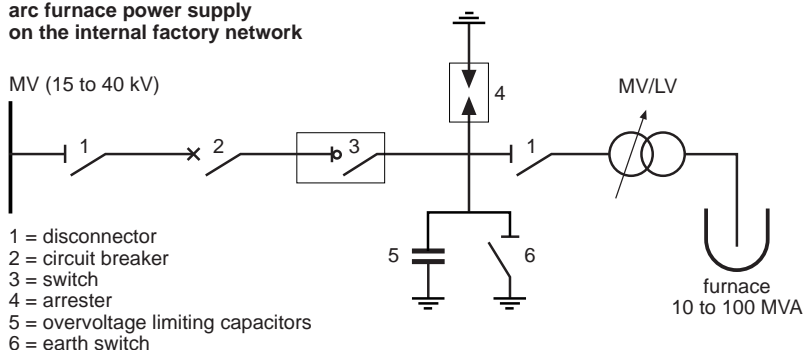 arc furnace power supply
on the internal factory network
MV (15 to 40 kV)
4
MV/LV
1
2
3
1
5
6
1 = disconnector
2 = circuit breaker
3 = switch
4 = arrester
5 = overvoltage limiting capacitors
6 = earth switch
furnace
10 to 100 MVA